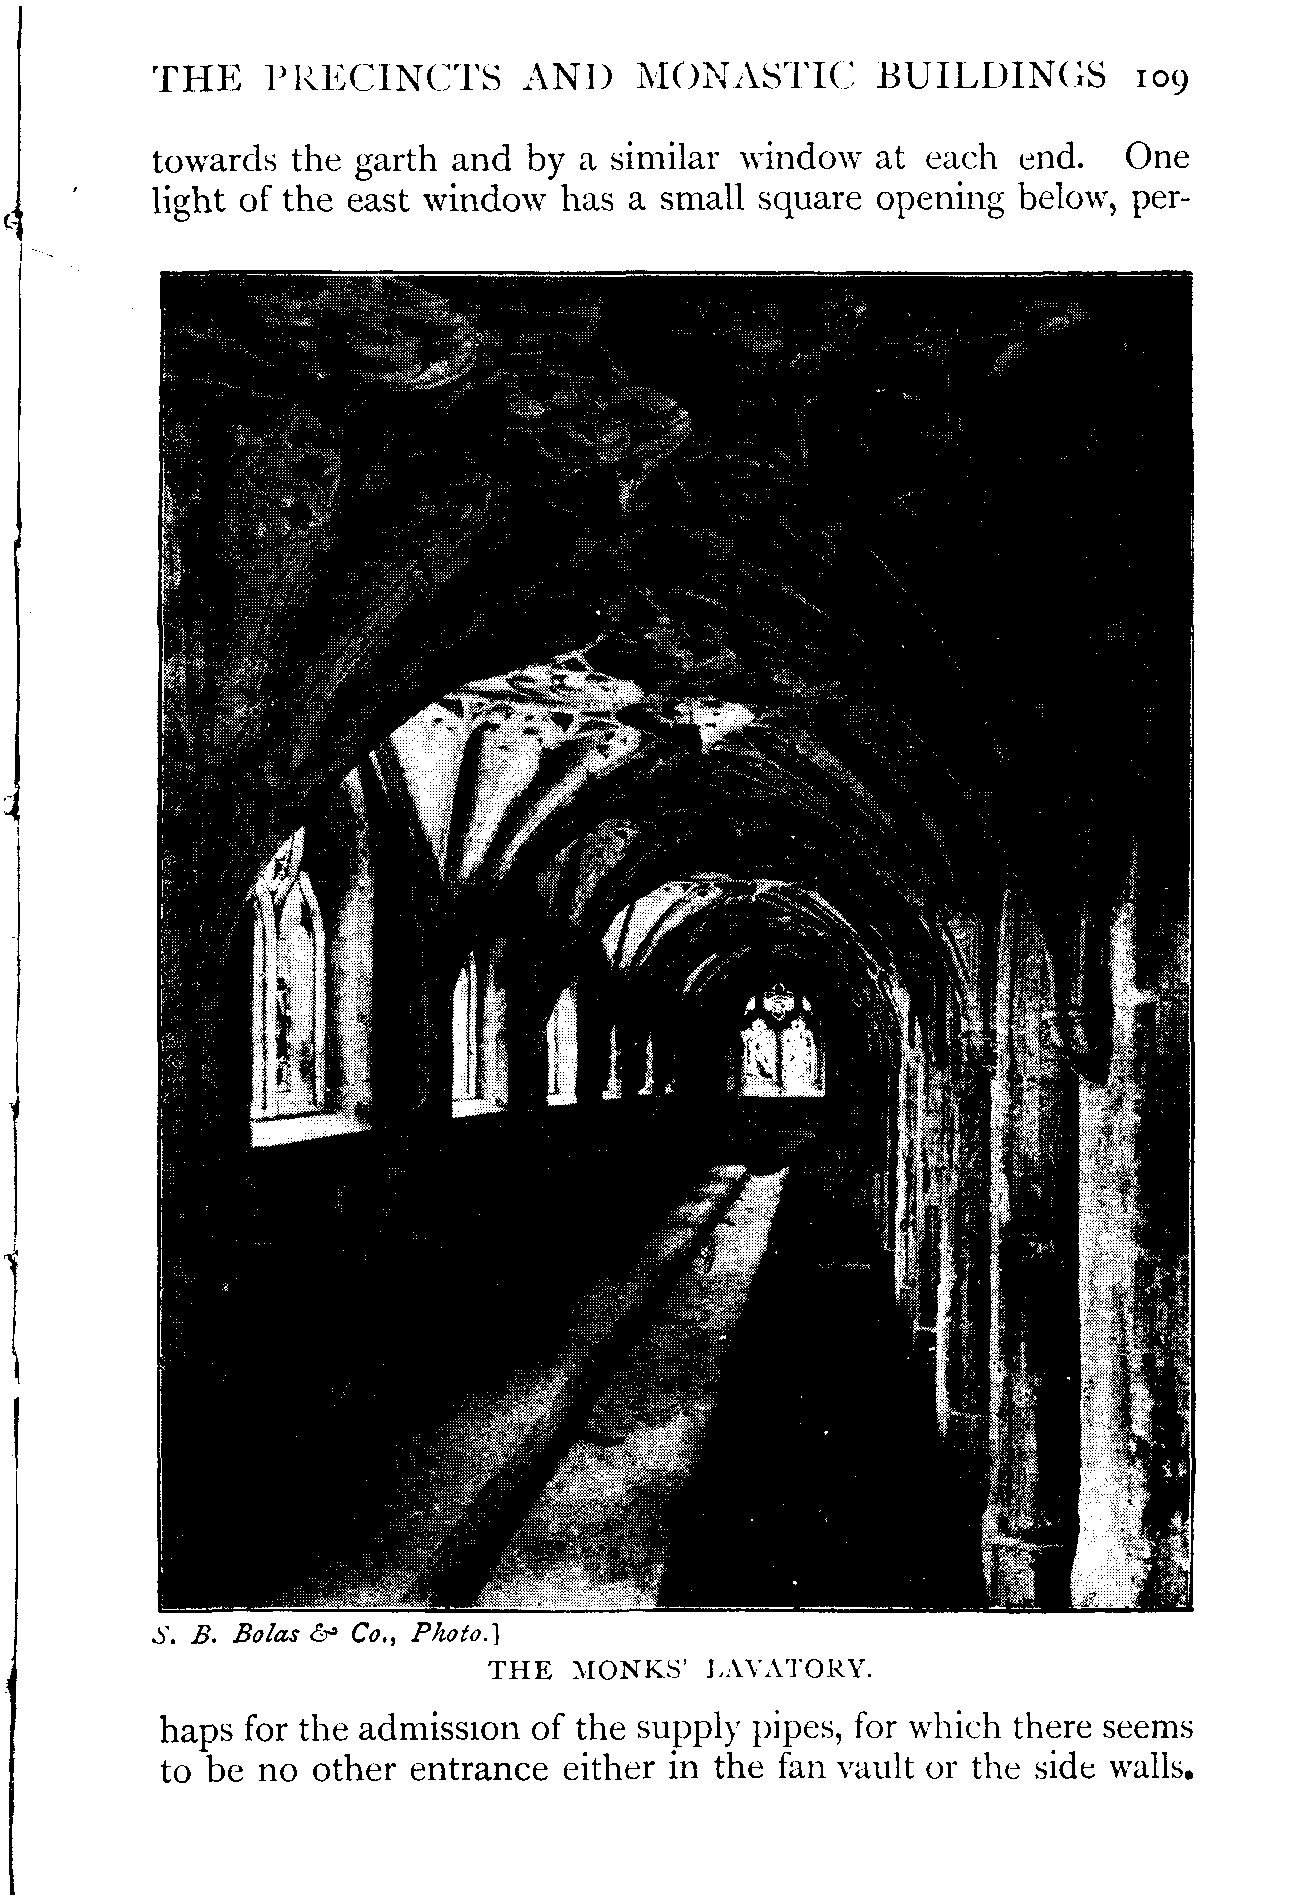 THE PRECINCTS AND MONASTIC BUILDINGS 109
towards the garth and by a similar window at each end. One
light of the east window has a small square opening below, per-
S. B. Bolas & Co., Photo.]
THE MONKS' LAVATORY.
haps for the admission of the supply pipes, for which there seems
to be no other entrance either in the fan vault or the side walls.